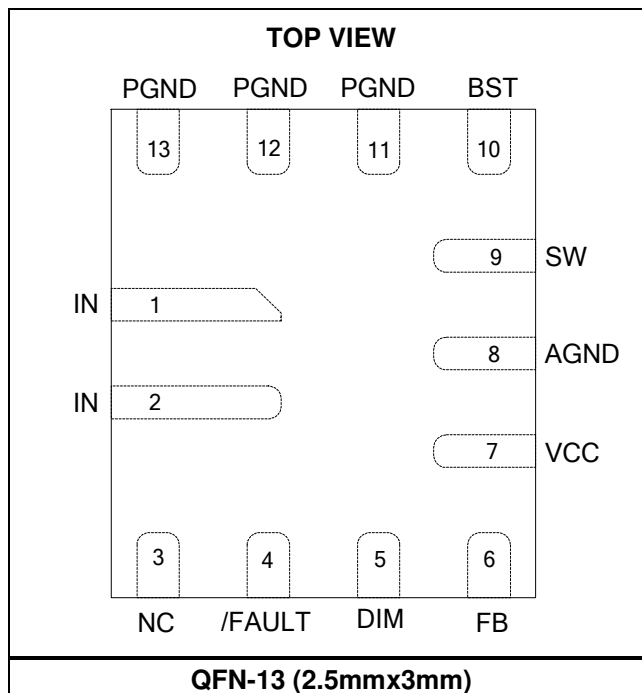 TOP VIEW
PGND PGND PGND BST
13 12 11 10
9 SW
IN 1
8 AGND
IN 2
7 VCC
3 4 5 6
NC /FAULT DIM FB
QFN-13 (2.5mmx3mm)